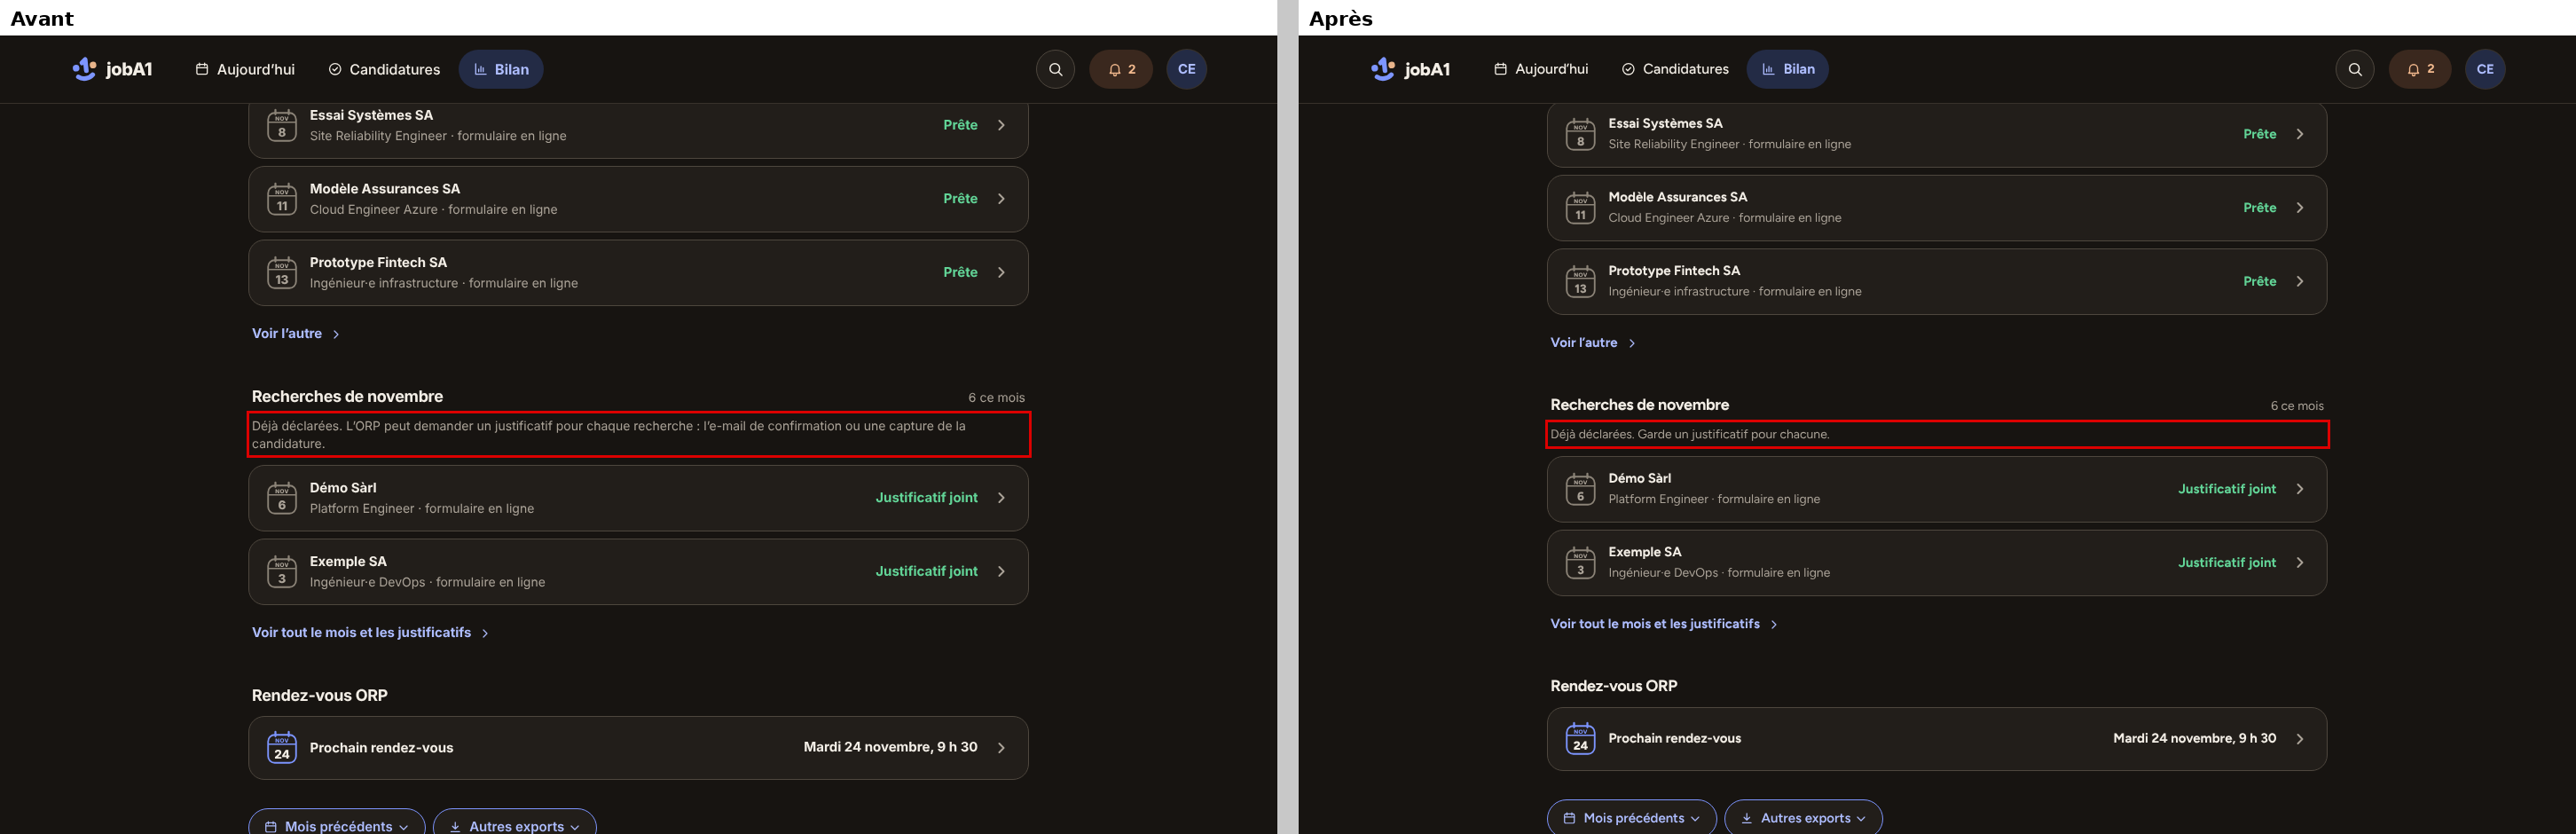 Avant
jobA1 Aujourd’hui Candidatures Bilan 2 CE
NOV 8 Essai Systèmes SA
Site Reliability Engineer · formulaire en ligne
Prête
NOV 11 Modèle Assurances SA
Cloud Engineer Azure · formulaire en ligne
Prête
NOV 13 Prototype Fintech SA
Ingénieur·e infrastructure · formulaire en ligne
Prête
Voir l’autre
Recherches de novembre 6 ce mois
Déjà déclarées. L’ORP peut demander un justificatif pour chaque recherche : l’e-mail de confirmation ou une capture de la
candidature.
NOV 6 Démo Sàrl
Platform Engineer · formulaire en ligne
Justificatif joint
NOV 3 Exemple SA
Ingénieur·e DevOps · formulaire en ligne
Justificatif joint
Voir tout le mois et les justificatifs
Rendez-vous ORP
NOV 24 Prochain rendez-vous Mardi 24 novembre, 9 h 30
Mois précédents Autres exports
Après
jobA1 Aujourd’hui Candidatures Bilan 2 CE
NOV 8 Essai Systèmes SA
Site Reliability Engineer · formulaire en ligne
Prête
NOV 11 Modèle Assurances SA
Cloud Engineer Azure · formulaire en ligne
Prête
NOV 13 Prototype Fintech SA
Ingénieur·e infrastructure · formulaire en ligne
Prête
Voir l’autre
Recherches de novembre 6 ce mois
Déjà déclarées. Garde un justificatif pour chacune.
NOV 6 Démo Sàrl
Platform Engineer · formulaire en ligne
Justificatif joint
NOV 3 Exemple SA
Ingénieur·e DevOps · formulaire en ligne
Justificatif joint
Voir tout le mois et les justificatifs
Rendez-vous ORP
NOV 24 Prochain rendez-vous Mardi 24 novembre, 9 h 30
Mois précédents Autres exports